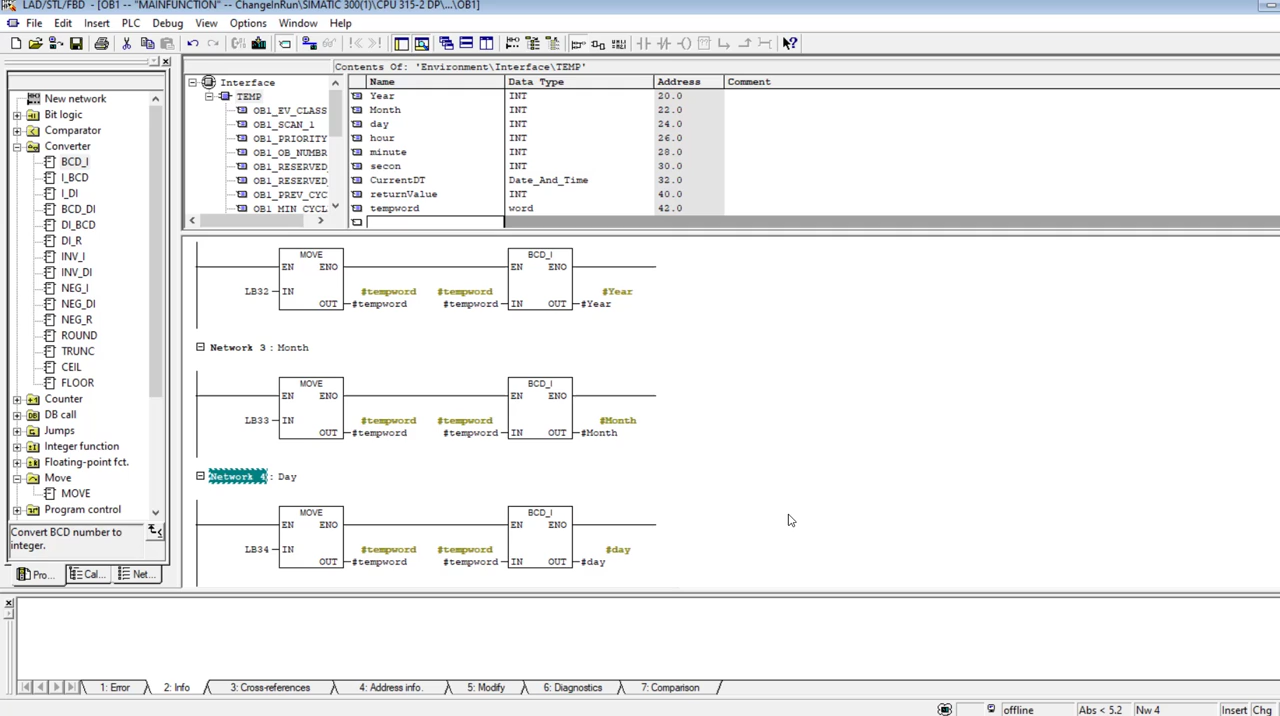 LAD/STL/FBD - [OB1 -- "MAINFUNCTION" -- ChangeInRun\SIMATIC 300(1)\CPU 315-2 DP\...\OB1]
File Edit Insert PLC Debug View Options Window Help
Contents Of: 'Environment\Interface\TEMP'
Interface
TEMP
OB1_EV_CLASS
OB1_SCAN_1
OB1_PRIORITY
OB1_OB_NUMBR
OB1_RESERVED_
OB1_RESERVED_
OB1_PREV_CYC
OB1_MIN_CYCL
Name Data Type Address Comment
Year INT 20.0
Month INT 22.0
day INT 24.0
hour INT 26.0
minute INT 28.0
secon INT 30.0
CurrentDT Date_And_Time 32.0
returnValue INT 40.0
tempword word 42.0
New network
Bit logic
Comparator
Converter
BCD_I
I_BCD
I_DI
BCD_DI
DI_BCD
DI_R
INV_I
INV_DI
NEG_I
NEG_DI
NEG_R
ROUND
TRUNC
CEIL
FLOOR
Counter
DB call
Jumps
Integer function
Floating-point fct.
Move
MOVE
Program control
Convert BCD number to
integer.
Pro... Cal... Net...
MOVE BCD_I
EN ENO EN ENO
LB32 IN #tempword #tempword #Year
OUT #tempword #tempword IN OUT #Year
Network 3 : Month
MOVE BCD_I
EN ENO EN ENO
LB33 IN #tempword #tempword #Month
OUT #tempword #tempword IN OUT #Month
Network 4 : Day
MOVE BCD_I
EN ENO EN ENO
LB34 IN #tempword #tempword #day
OUT #tempword #tempword IN OUT #day
1: Error 2: Info 3: Cross-references 4: Address info. 5: Modify 6: Diagnostics 7: Comparison
offline Abs < 5.2 Nw 4 Insert Chg